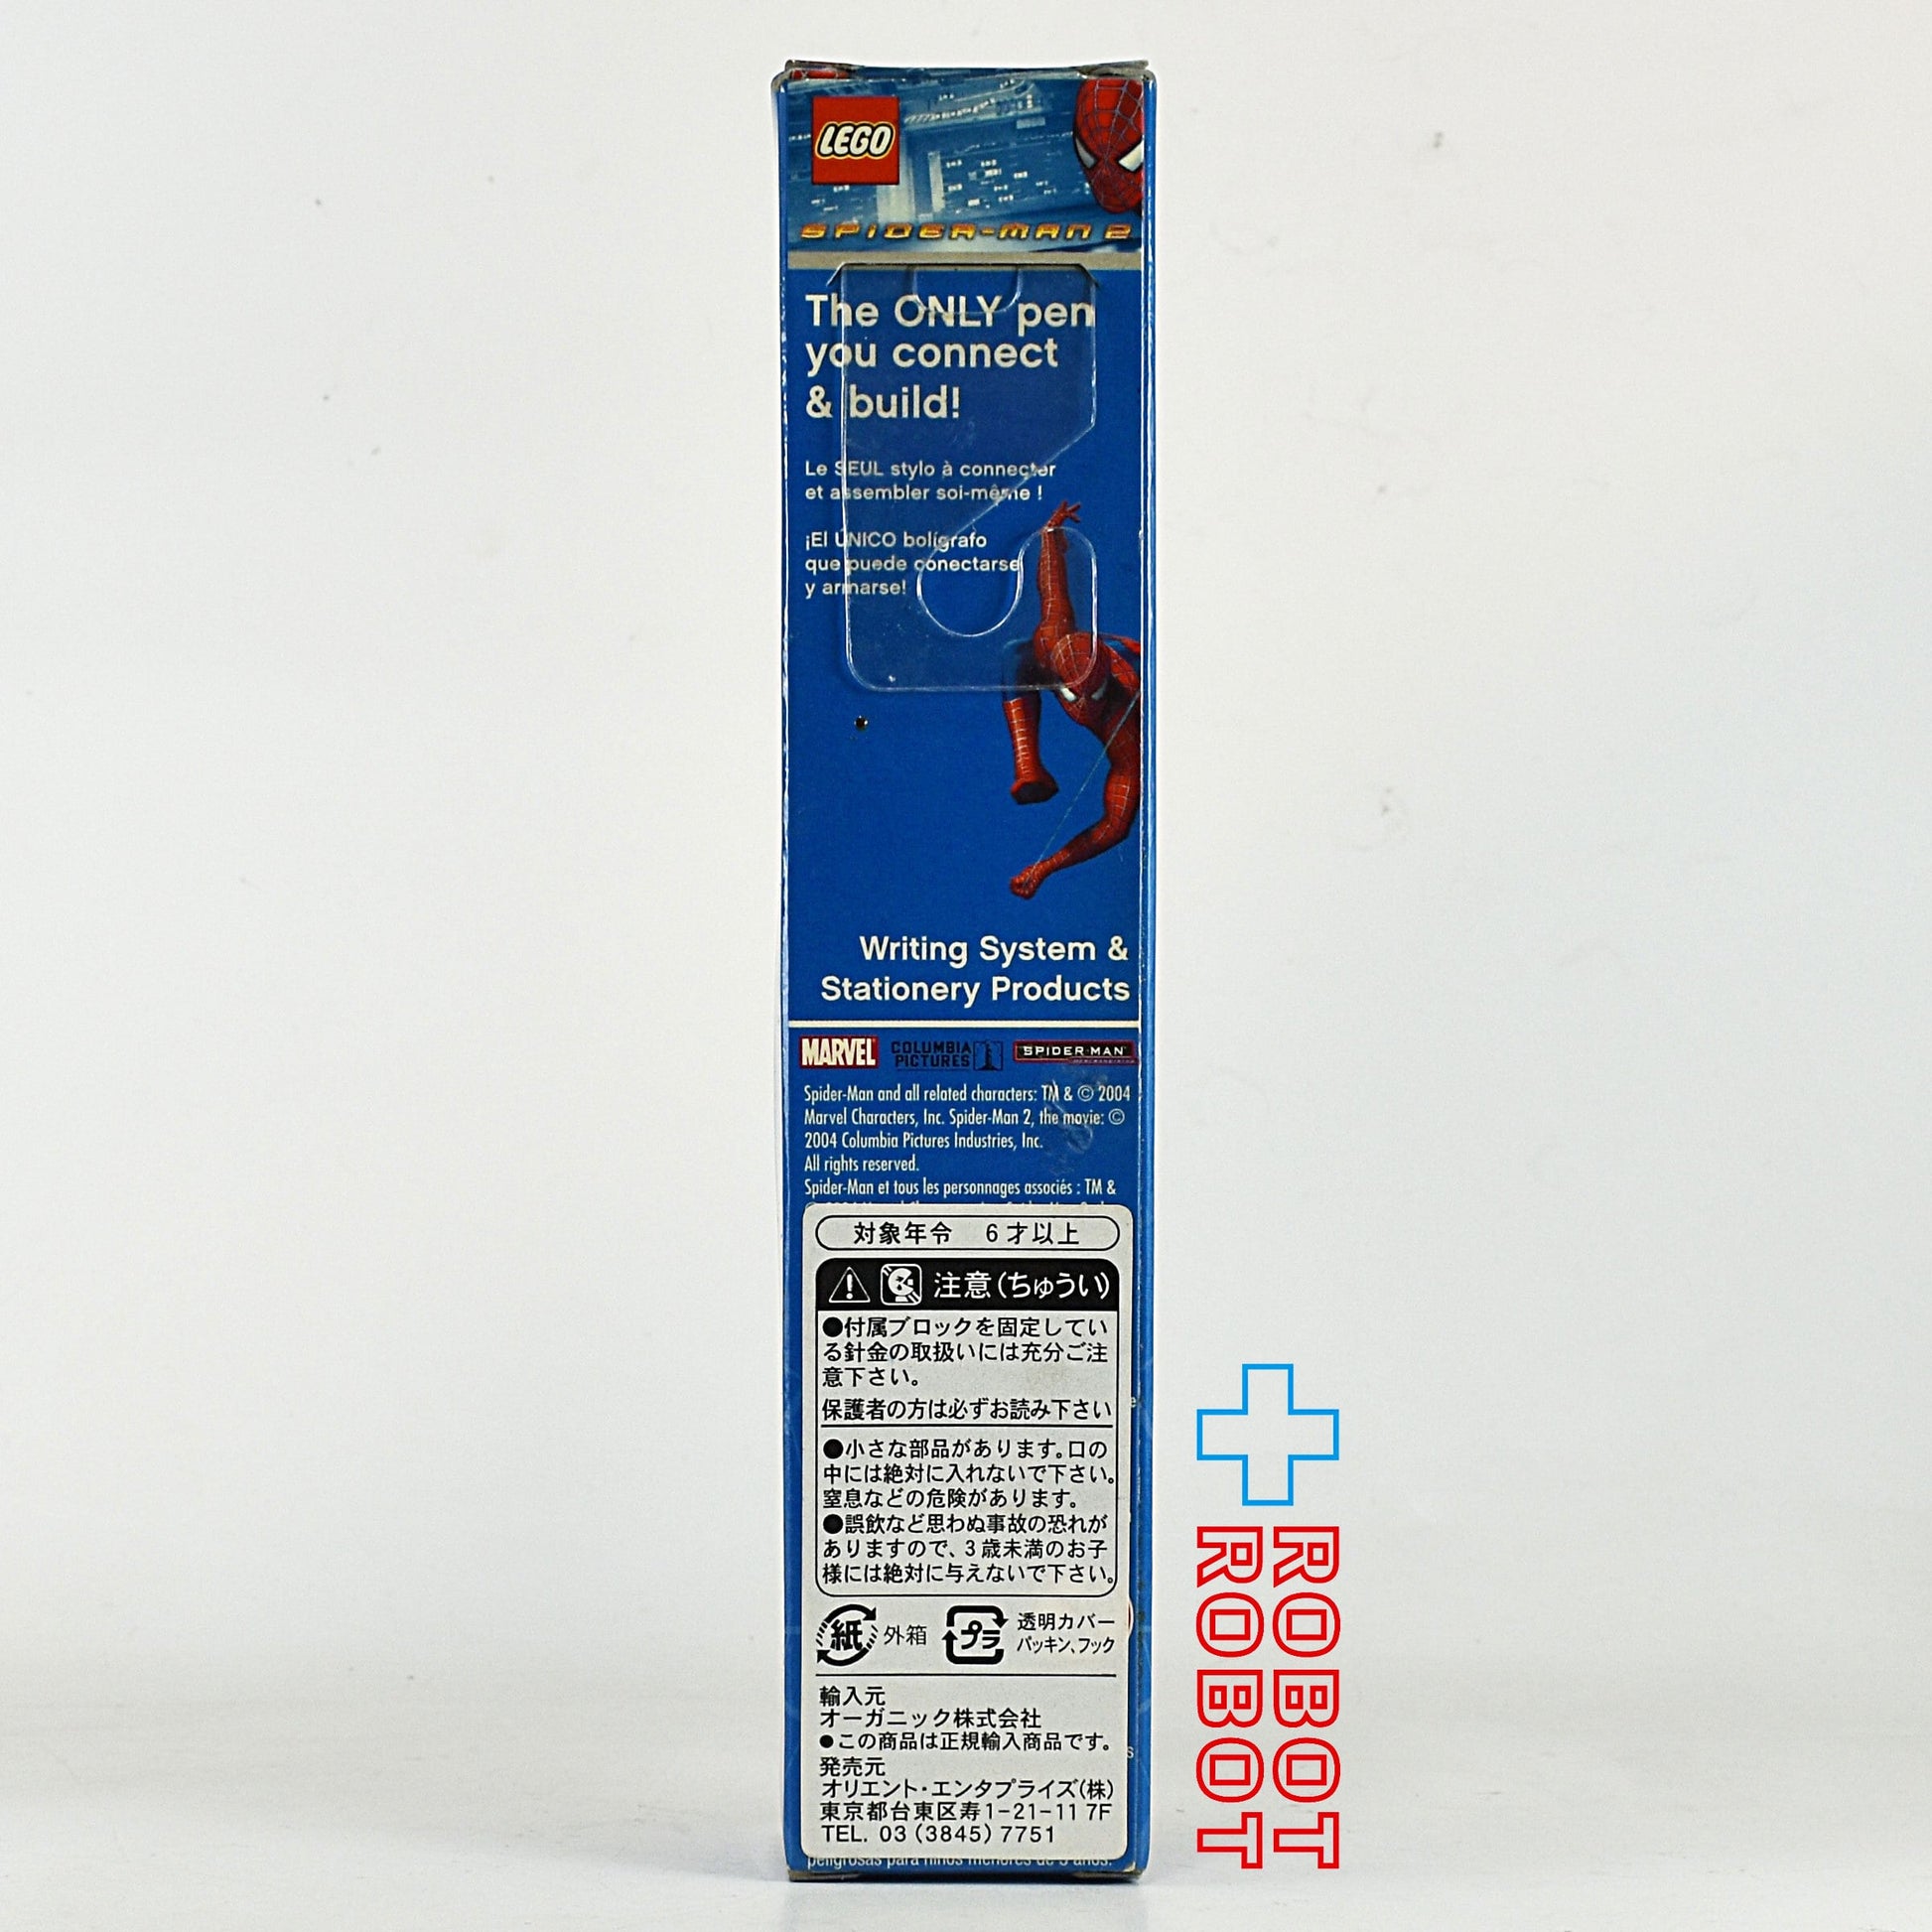 LEGO
SPIDER-MAN 2
The ONLY pen
you connect
& build!
Le SEUL stylo à connecter
et assembler soi-même !
¡El ÚNICO bolígrafo
que puede conectarse
y armarse!
Writing System &
Stationery Products
MARVEL
COLUMBIA
PICTURES
SPIDER-MAN
Spider-Man and all related characters: TM & © 2004
Marvel Characters, Inc. Spider-Man 2, the movie: ©
2004 Columbia Pictures Industries, Inc.
All rights reserved.
Spider-Man et tous les personnages associés : TM &
対象年令 6才以上
注意(ちゅうい)
●付属ブロックを固定してい
る針金の取扱いには充分ご注
意下さい。
保護者の方は必ずお読み下さい
●小さな部品があります。口の
中には絶対に入れないで下さい。
窒息などの危険があります。
●誤飲など思わぬ事故の恐れが
ありますので、3歳未満のお子
様には絶対に与えないで下さい。
紙 外箱 プラ 透明カバー
パッキン、フック
輸入元
オーガニック株式会社
●この商品は正規輸入商品です。
発売元
オリエント・エンタプライズ(株)
東京都台東区寿1-21-11 7F
TEL. 03 (3845) 7751
peligrosas para niños menores de 3 años.
ROBOT
ROBOT